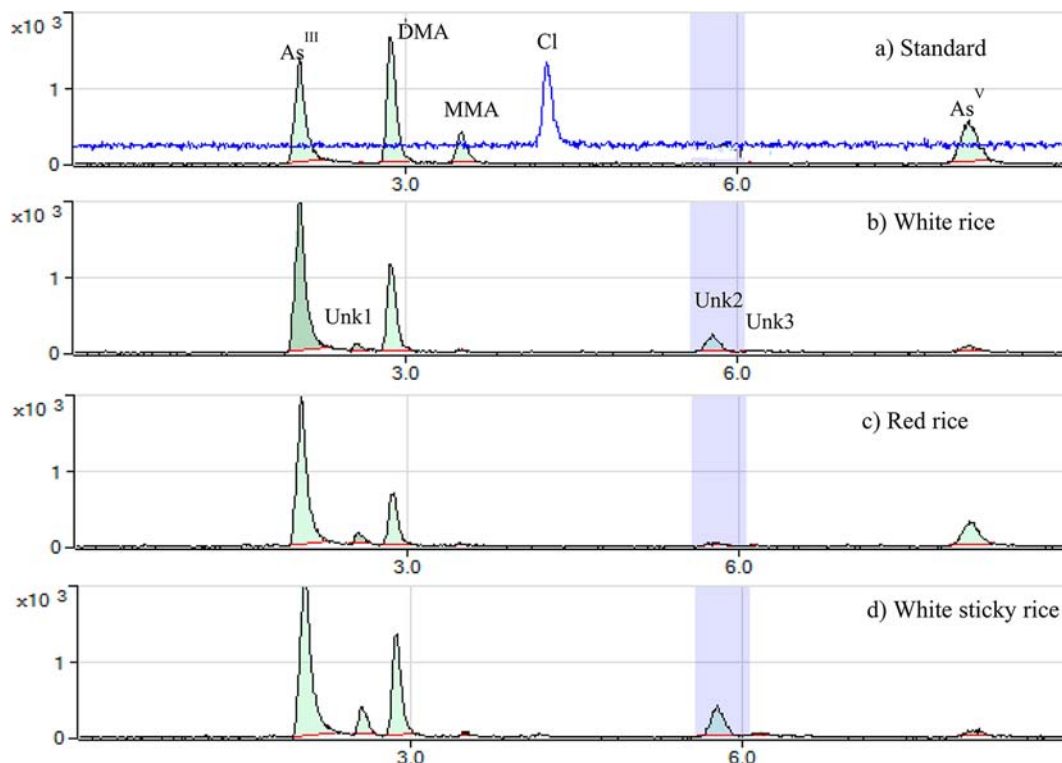 x10 3
As III
DMA
MMA
Cl
As V
a) Standard
1
0
3.0
6.0
x10 3
b) White rice
1
Unk1
Unk2
Unk3
0
3.0
6.0
x10 3
c) Red rice
1
0
3.0
6.0
x10 3
d) White sticky rice
1
0
3.0
6.0